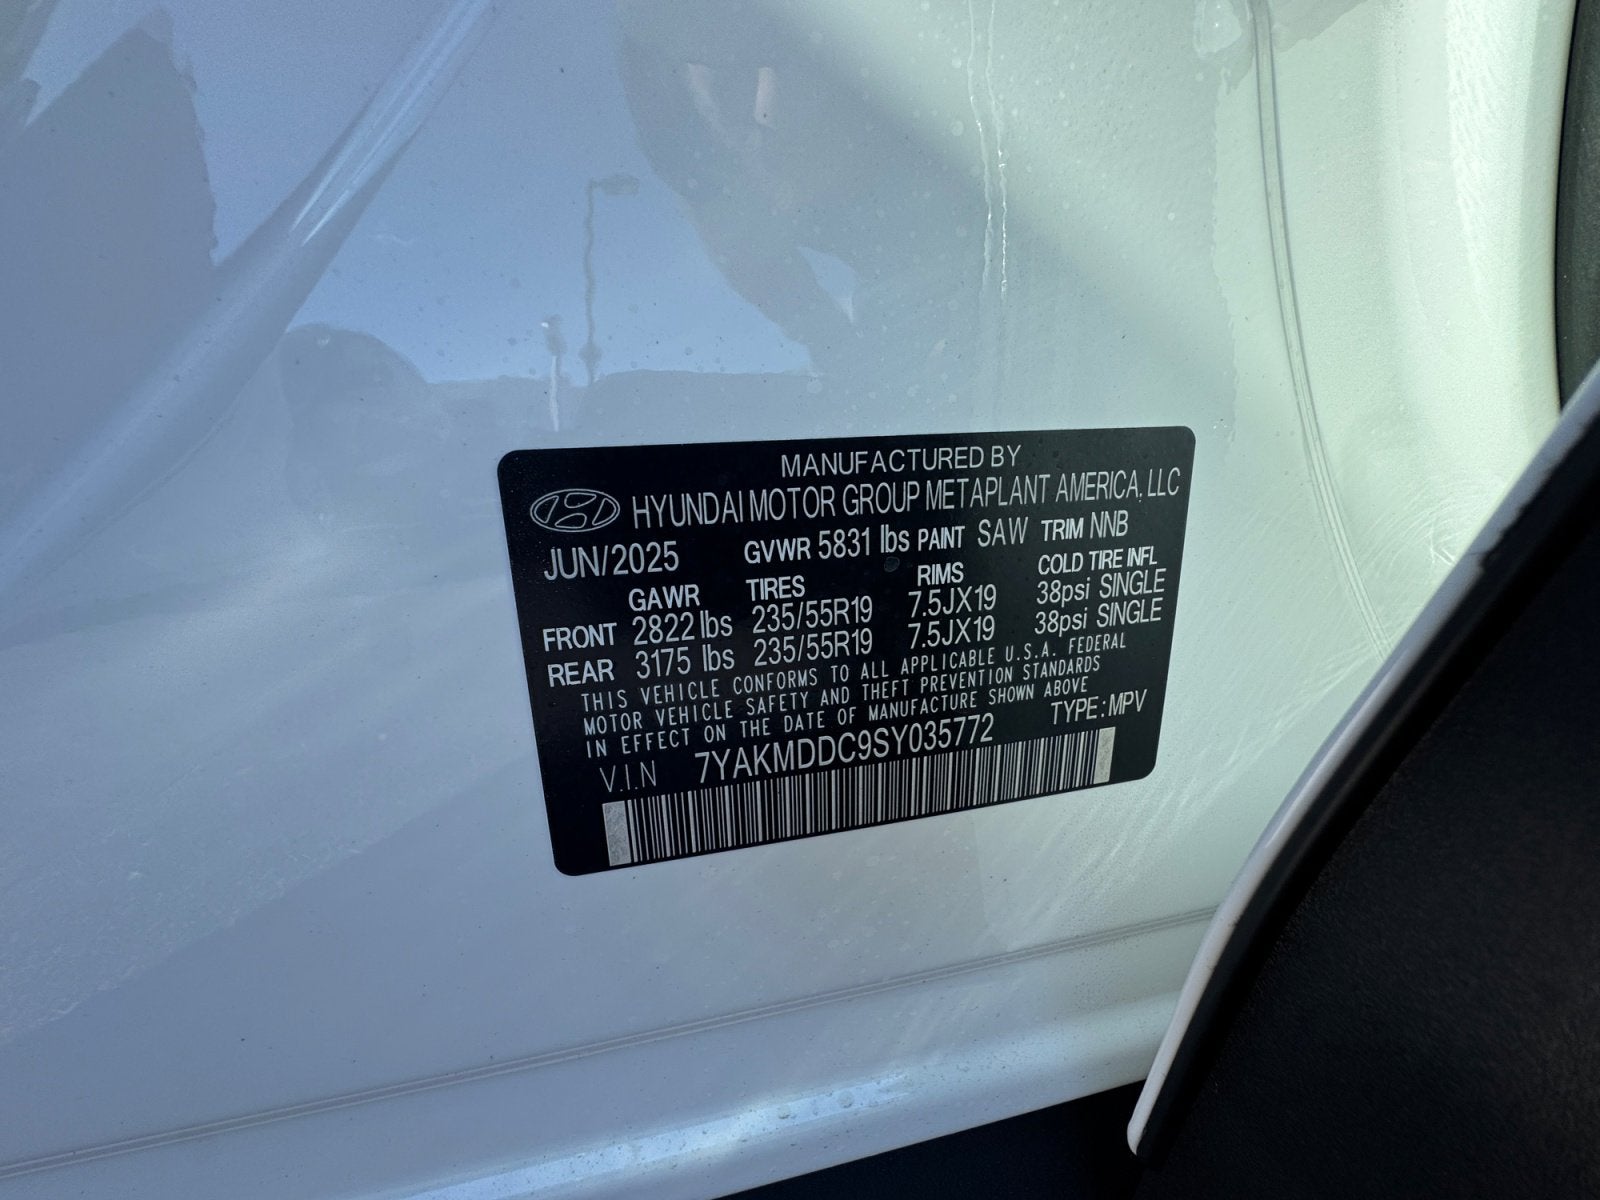 MANUFACTURED BY
HYUNDAI MOTOR GROUP METAPLANT AMERICA, LLC
JUN/2025 GVWR 5831 lbs PAINT SAW TRIM NNB
GAWR TIRES RIMS COLD TIRE INFL
FRONT 2822 lbs 235/55R19 7.5JX19 38psi SINGLE
REAR 3175 lbs 235/55R19 7.5JX19 38psi SINGLE
THIS VEHICLE CONFORMS TO ALL APPLICABLE U.S.A. FEDERAL
MOTOR VEHICLE SAFETY AND THEFT PREVENTION STANDARDS
IN EFFECT ON THE DATE OF MANUFACTURE SHOWN ABOVE
V.I.N 7YAKMDDC9SY035772 TYPE: MPV